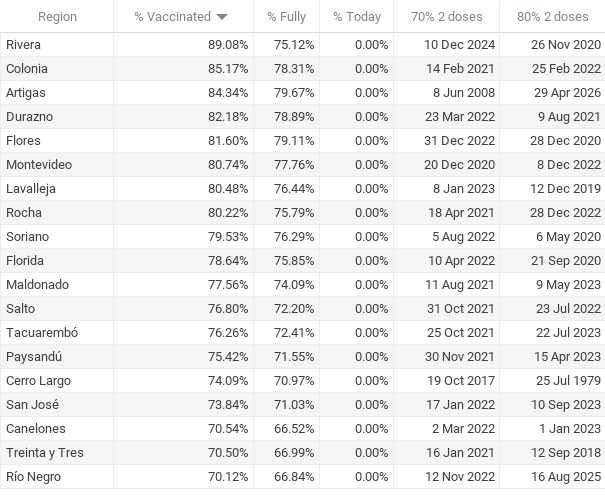 Region % Vaccinated % Fully % Today 70% 2 doses 80% 2 doses
Rivera 89.08% 75.12% 0.00% 10 Dec 2024 26 Nov 2020
Colonia 85.17% 78.31% 0.00% 14 Feb 2021 25 Feb 2022
Artigas 84.34% 79.67% 0.00% 8 Jun 2008 29 Apr 2026
Durazno 82.18% 78.89% 0.00% 23 Mar 2022 9 Aug 2021
Flores 81.60% 79.11% 0.00% 31 Dec 2022 28 Dec 2020
Montevideo 80.74% 77.76% 0.00% 20 Dec 2020 8 Dec 2022
Lavalleja 80.48% 76.44% 0.00% 8 Jan 2023 12 Dec 2019
Rocha 80.22% 75.79% 0.00% 18 Apr 2021 28 Dec 2022
Soriano 79.53% 76.29% 0.00% 5 Aug 2022 6 May 2020
Florida 78.64% 75.85% 0.00% 10 Apr 2022 21 Sep 2020
Maldonado 77.56% 74.09% 0.00% 11 Aug 2021 9 May 2023
Salto 76.80% 72.20% 0.00% 31 Oct 2021 23 Jul 2022
Tacuarembó 76.26% 72.41% 0.00% 25 Oct 2021 22 Jul 2023
Paysandú 75.42% 71.55% 0.00% 30 Nov 2021 15 Apr 2023
Cerro Largo 74.09% 70.97% 0.00% 19 Oct 2017 25 Jul 1979
San José 73.84% 71.03% 0.00% 17 Jan 2022 10 Sep 2023
Canelones 70.54% 66.52% 0.00% 2 Mar 2022 1 Jan 2023
Treinta y Tres 70.50% 66.99% 0.00% 16 Jan 2021 12 Sep 2018
Río Negro 70.12% 66.84% 0.00% 12 Nov 2022 16 Aug 2025